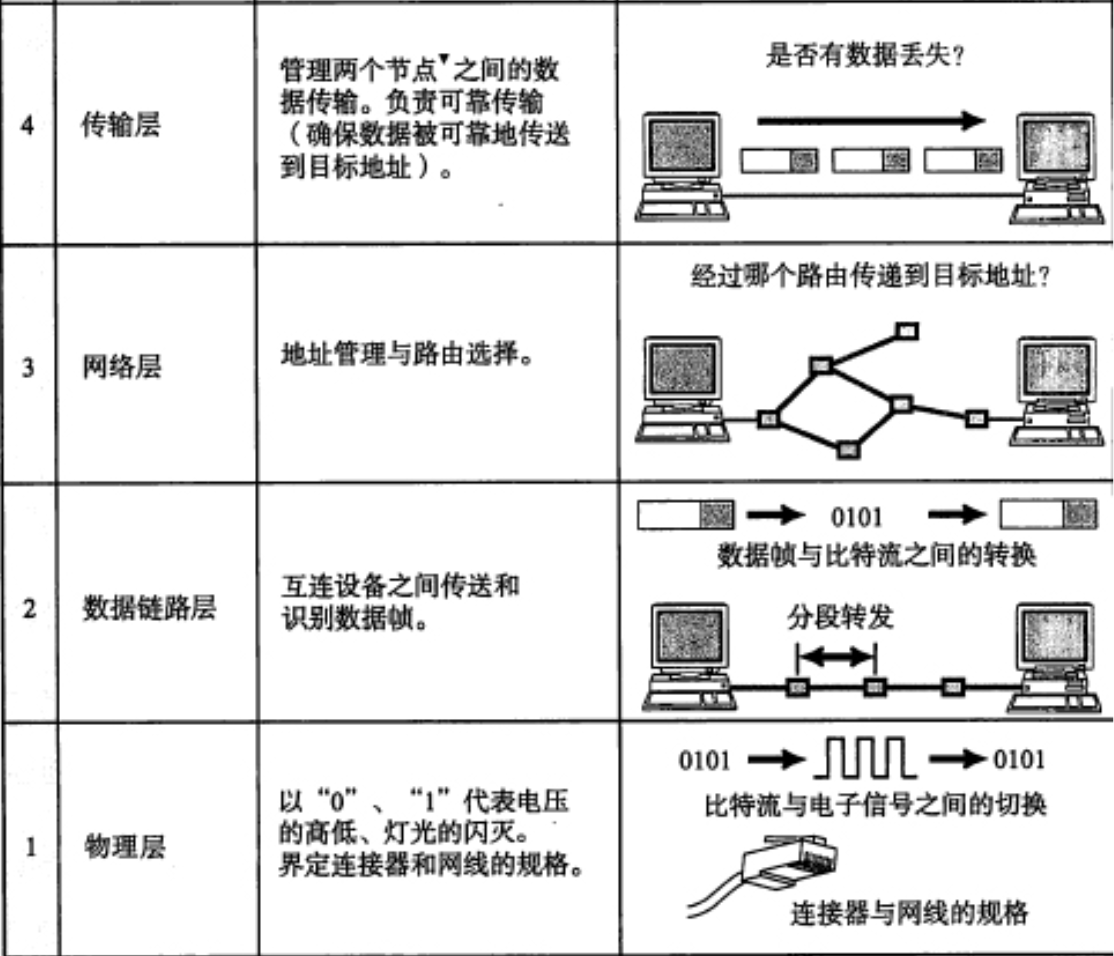 4
传输层
管理两个节点▼之间的数
据传输。负责可靠传输
（确保数据被可靠地传送
到目标地址）。
是否有数据丢失?
3
网络层
地址管理与路由选择。
经过哪个路由传递到目标地址?
2
数据链路层
互连设备之间传送和
识别数据帧。
0101
数据帧与比特流之间的转换
分段转发
1
物理层
以“0”、“1”代表电压
的高低、灯光的闪灭。
界定连接器和网线的规格。
0101 0101
比特流与电子信号之间的切换
连接器与网线的规格